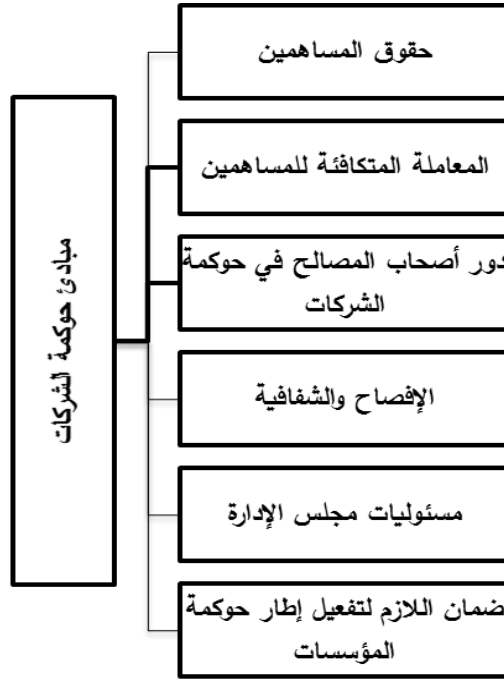 حقوق المساهمين
المعاملة المتكافئة للمساهمين
مبادئ حوكمة الشركات
دور أصحاب المصالح في حوكمة
الشركات
الإفصاح والشفافية
مسئوليات مجلس الإدارة
ضمان اللازم لتفعيل إطار حوكمة
المؤسسات